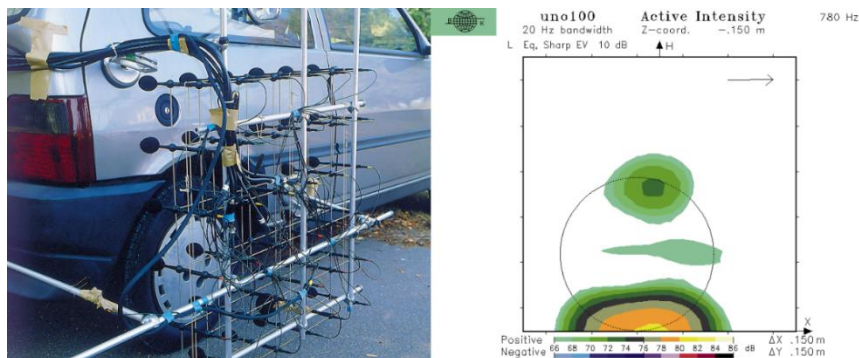 uno100 Active Intensity 780 Hz
20 Hz bandwidth Z-coord. -.150 m
L Eq, Sharp EV 10 dB
H
X
Positive
66 68 70 72 74 76 78 80 82 84 86 dB
Negative
ΔX .150 m
ΔY .150 m